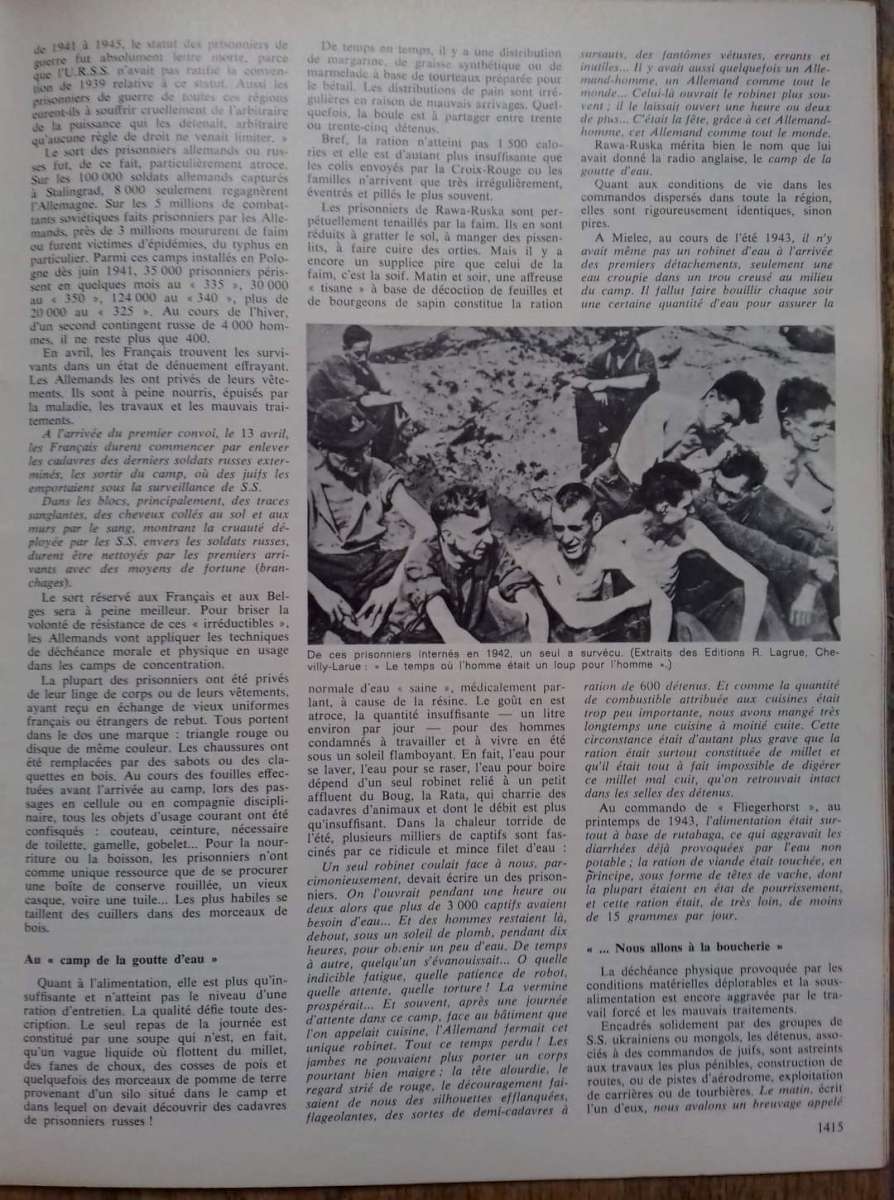 de 1941 à 1945, le statut des prisonniers de
guerre fut absolument lettre morte, parce
que l'U.R.S.S. n'avait pas ratifié la conven-
tion de 1939 relative à ce statut. Aussi les
prisonniers de guerre de toutes ces régions
eurent-ils à souffrir cruellement de l'arbitraire
de la puissance qui les détenait, arbitraire
qu'aucune règle de droit ne venait limiter. »
Le sort des prisonniers allemands ou rus-
ses fut, de ce fait, particulièrement atroce.
Sur les 100 000 soldats allemands capturés
à Stalingrad, 8 000 seulement regagnèrent
l'Allemagne. Sur les 5 millions de combat-
tants soviétiques faits prisonniers par les Alle-
mands, près de 3 millions moururent de faim
ou furent victimes d'épidémies, du typhus en
particulier. Parmi ces camps installés en Polo-
gne dès juin 1941, 35 000 prisonniers péris-
sent en quelques mois au « 335 », 30 000
au « 350 », 124 000 au « 340 », plus de
20 000 au « 325 ». Au cours de l'hiver,
d'un second contingent russe de 4 000 hom-
mes, il ne reste plus que 400.
En avril, les Français trouvent les survi-
vants dans un état de dénuement effrayant.
Les Allemands les ont privés de leurs vête-
ments. Ils sont à peine nourris, épuisés par
la maladie, les travaux et les mauvais trai-
tements.
A l'arrivée du premier convoi, le 13 avril,
les Français durent commencer par enlever
les cadavres des derniers soldats russes exter-
minés, les sortir du camp, où des juifs les
emportaient sous la surveillance de S.S.
Dans les blocs, principalement, des traces
sanglantes, des cheveux collés au sol et aux
murs par le sang, montrant la cruauté dé-
ployée par les S.S. envers les soldats russes,
durent être nettoyés par les premiers arri-
vants avec des moyens de fortune (bran-
chages).
Le sort réservé aux Français et aux Bel-
ges sera à peine meilleur. Pour briser la
volonté de résistance de ces « irréductibles »,
les Allemands vont appliquer les techniques
de déchéance morale et physique en usage
dans les camps de concentration.
La plupart des prisonniers ont été privés
de leur linge de corps ou de leurs vêtements,
ayant reçu en échange de vieux uniformes
français ou étrangers de rebut. Tous portent
dans le dos une marque : triangle rouge ou
disque de même couleur. Les chaussures ont
été remplacées par des sabots ou des cla-
quettes en bois. Au cours des fouilles effec-
tuées avant l'arrivée au camp, lors des pas-
sages en cellule ou en compagnie discipli-
naire, tous les objets d'usage courant ont été
confisqués : couteau, ceinture, nécessaire
de toilette, gamelle, gobelet... Pour la nour-
riture ou la boisson, les prisonniers n'ont
comme unique ressource que de se procurer
une boîte de conserve rouillée, un vieux
casque, voire une tuile... Les plus habiles se
taillent des cuillers dans des morceaux de
bois.
Au « camp de la goutte d'eau »
Quant à l'alimentation, elle est plus qu'in-
suffisante et n'atteint pas le niveau d'une
ration d'entretien. La qualité défie toute des-
cription. Le seul repas de la journée est
constitué par une soupe qui n'est, en fait,
qu'un vague liquide où flottent du millet,
des fanes de choux, des cosses de pois et
quelquefois des morceaux de pomme de terre
provenant d'un silo situé dans le camp et
dans lequel on devait découvrir des cadavres
de prisonniers russes !
De temps en temps, il y a une distribution
de margarine, de graisse synthétique ou de
marmelade à base de tourteaux préparée pour
le bétail. Les distributions de pain sont irré-
gulières en raison de mauvais arrivages. Quel-
quefois, la boule est à partager entre trente
ou trente-cinq détenus.
Bref, la ration n'atteint pas 1 500 calo-
ries et elle est d'autant plus insuffisante que
les colis envoyés par la Croix-Rouge ou les
familles n'arrivent que très irrégulièrement,
éventrés et pillés le plus souvent.
Les prisonniers de Rawa-Ruska sont per-
pétuellement tenaillés par la faim. Ils en sont
réduits à gratter le sol, à manger des pissen-
lits, à faire cuire des orties. Mais il y a
encore un supplice pire que celui de la
faim, c'est la soif. Matin et soir, une affreuse
« tisane » à base de décoction de feuilles et
de bourgeons de sapin constitue la ration
sursauts, des fantômes vétustes, errants et
inutiles... Il y avait aussi quelquefois un Alle-
mand-homme, un Allemand comme tout le
monde... Celui-là ouvrait le robinet plus sou-
vent ; il le laissait ouvert une heure ou deux
de plus... C'était la fête, grâce à cet Allemand-
homme, cet Allemand comme tout le monde.
Rawa-Ruska mérita bien le nom que lui
avait donné la radio anglaise, le camp de la
goutte d'eau.
Quant aux conditions de vie dans les
commandos dispersés dans toute la région,
elles sont rigoureusement identiques, sinon
pires.
A Mielec, au cours de l'été 1943, il n'y
avait même pas un robinet d'eau à l'arrivée
des premiers détachements, seulement une
eau croupie dans un trou creusé au milieu
du camp. Il fallut faire bouillir chaque soir
une certaine quantité d'eau pour assurer la
De ces prisonniers internés en 1942, un seul a survécu. (Extraits des Editions R. Lagrue, Che-
villy-Larue : « Le temps où l'homme était un loup pour l'homme ».)
normale d'eau « saine », médicalement par-
lant, à cause de la résine. Le goût en est
atroce, la quantité insuffisante — un litre
environ par jour — pour des hommes
condamnés à travailler et à vivre en été
sous un soleil flamboyant. En fait, l'eau pour
se laver, l'eau pour se raser, l'eau pour boire
dépend d'un seul robinet relié à un petit
affluent du Boug, la Rata, qui charrie des
cadavres d'animaux et dont le débit est plus
qu'insuffisant. Dans la chaleur torride de
l'été, plusieurs milliers de captifs sont fas-
cinés par ce ridicule et mince filet d'eau :
Un seul robinet coulait face à nous, par-
cimonieusement, devait écrire un des prison-
niers. On l'ouvrait pendant une heure ou
deux alors que plus de 3 000 captifs avaient
besoin d'eau... Et des hommes restaient là,
debout, sous un soleil de plomb, pendant dix
heures, pour obtenir un peu d'eau. De temps
à autre, quelqu'un s'évanouissait... O quelle
indicible fatigue, quelle patience de robot,
quelle attente, quelle torture ! La vermine
prospérait... Et souvent, après une journée
d'attente dans ce camp, face au bâtiment que
l'on appelait cuisine, l'Allemand fermait cet
unique robinet. Tout ce temps perdu ! Les
jambes ne pouvaient plus porter un corps
pourtant bien maigre ; la tête alourdie, le
regard strié de rouge, le découragement fai-
saient de nous des silhouettes efflanquées,
flageolantes, des sortes de demi-cadavres à
ration de 600 détenus. Et comme la quantité
de combustible attribuée aux cuisines était
trop peu importante, nous avons mangé très
longtemps une cuisine à moitié cuite. Cette
circonstance était d'autant plus grave que la
ration était surtout constituée de millet et
qu'il était tout à fait impossible de digérer
ce millet mal cuit, qu'on retrouvait intact
dans les selles des détenus.
Au commando de « Fliegerhorst », au
printemps de 1943, l'alimentation était sur-
tout à base de rutabaga, ce qui aggravait les
diarrhées déjà provoquées par l'eau non
potable ; la ration de viande était touchée, en
principe, sous forme de têtes de vache, dont
la plupart étaient en état de pourrissement,
et cette ration était, de très loin, de moins
de 15 grammes par jour.
« ... Nous allons à la boucherie »
La déchéance physique provoquée par les
conditions matérielles déplorables et la sous-
alimentation est encore aggravée par le tra-
vail forcé et les mauvais traitements.
Encadrés solidement par des groupes de
S.S. ukrainiens ou mongols, les détenus, asso-
ciés à des commandos de juifs, sont astreints
aux travaux les plus pénibles, construction de
routes, ou de pistes d'aérodrome, exploitation
de carrières ou de tourbières. Le matin, écrit
l'un d'eux, nous avalons un breuvage appelé
1415